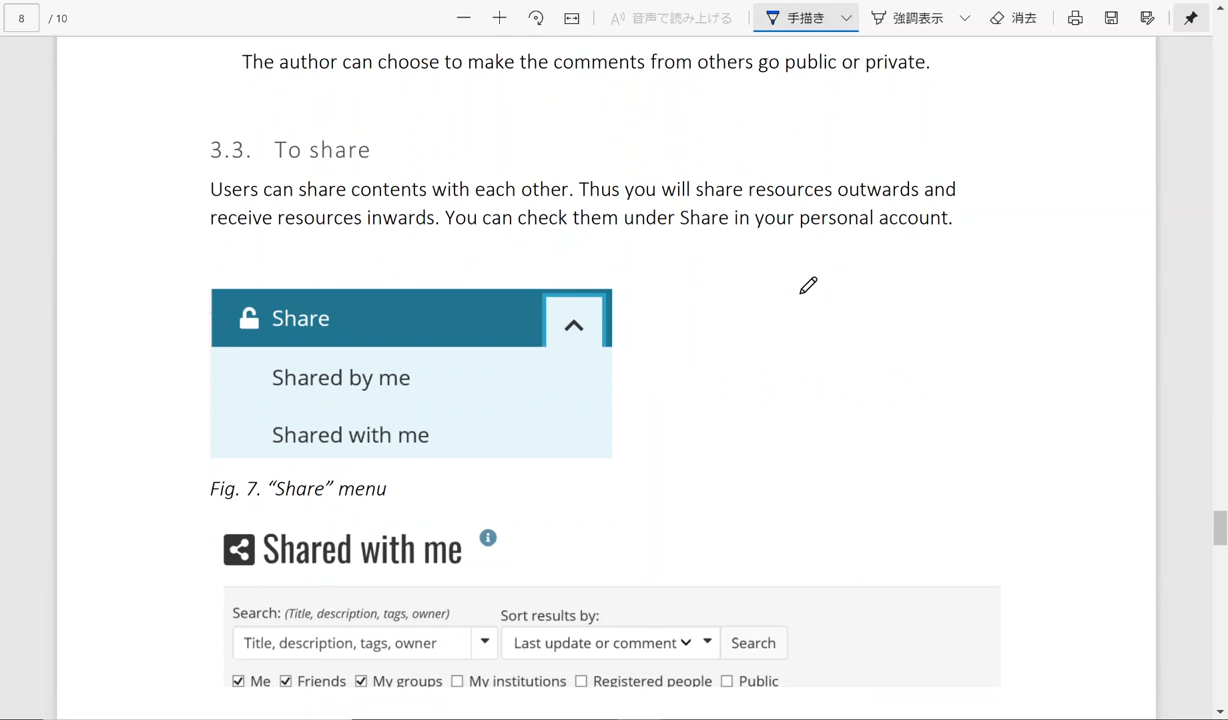 8 / 10 音声で読み上げる 手描き 強調表示 消去
The author can choose to make the comments from others go public or private.
3.3. To share
Users can share contents with each other. Thus you will share resources outwards and
receive resources inwards. You can check them under Share in your personal account.
Share
Shared by me
Shared with me
Fig. 7. “Share” menu
Shared with me
Search: (Title, description, tags, owner) Sort results by:
Title, description, tags, owner Last update or comment Search
Me Friends My groups My institutions Registered people Public